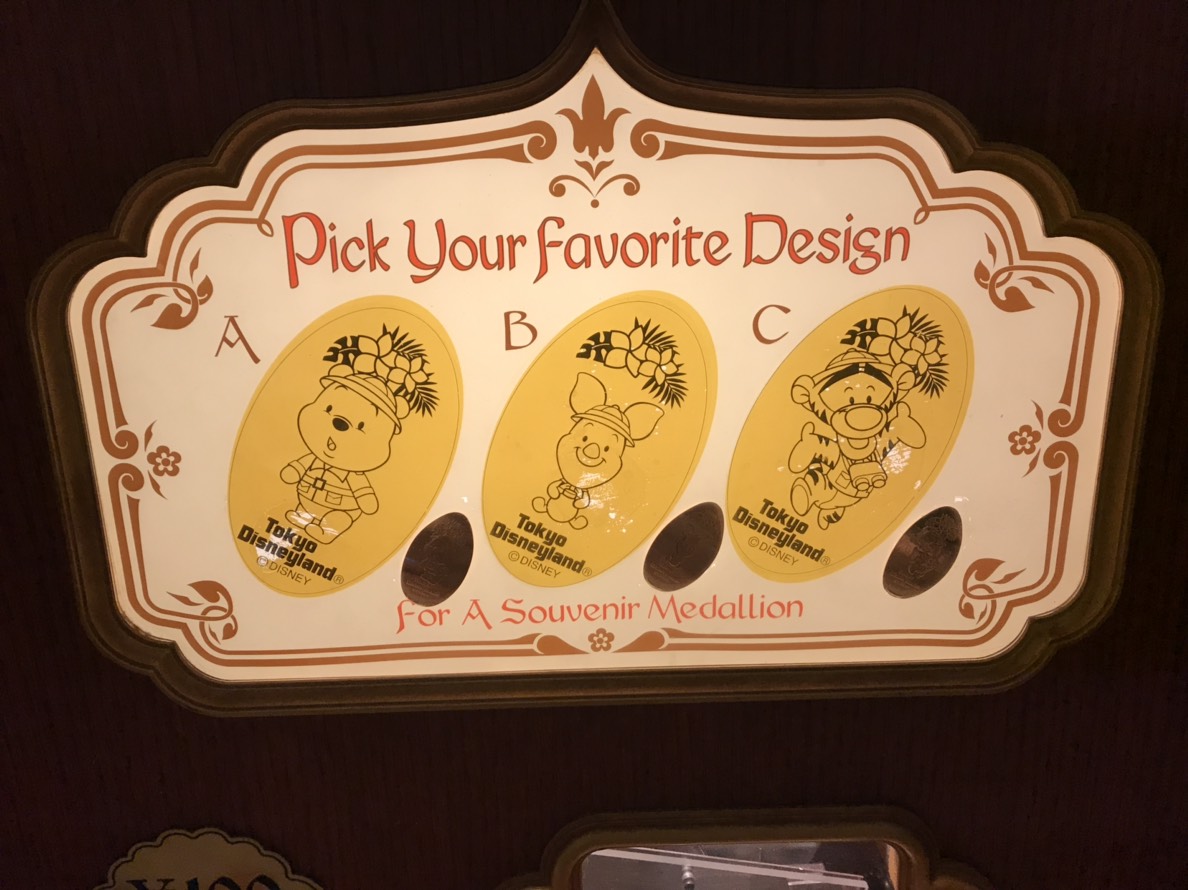 Pick Your Favorite Design
A
B
C
Tokyo
Disneyland®
©DISNEY
Tokyo
Disneyland®
©DISNEY
Tokyo
Disneyland®
©DISNEY
For A Souvenir Medallion